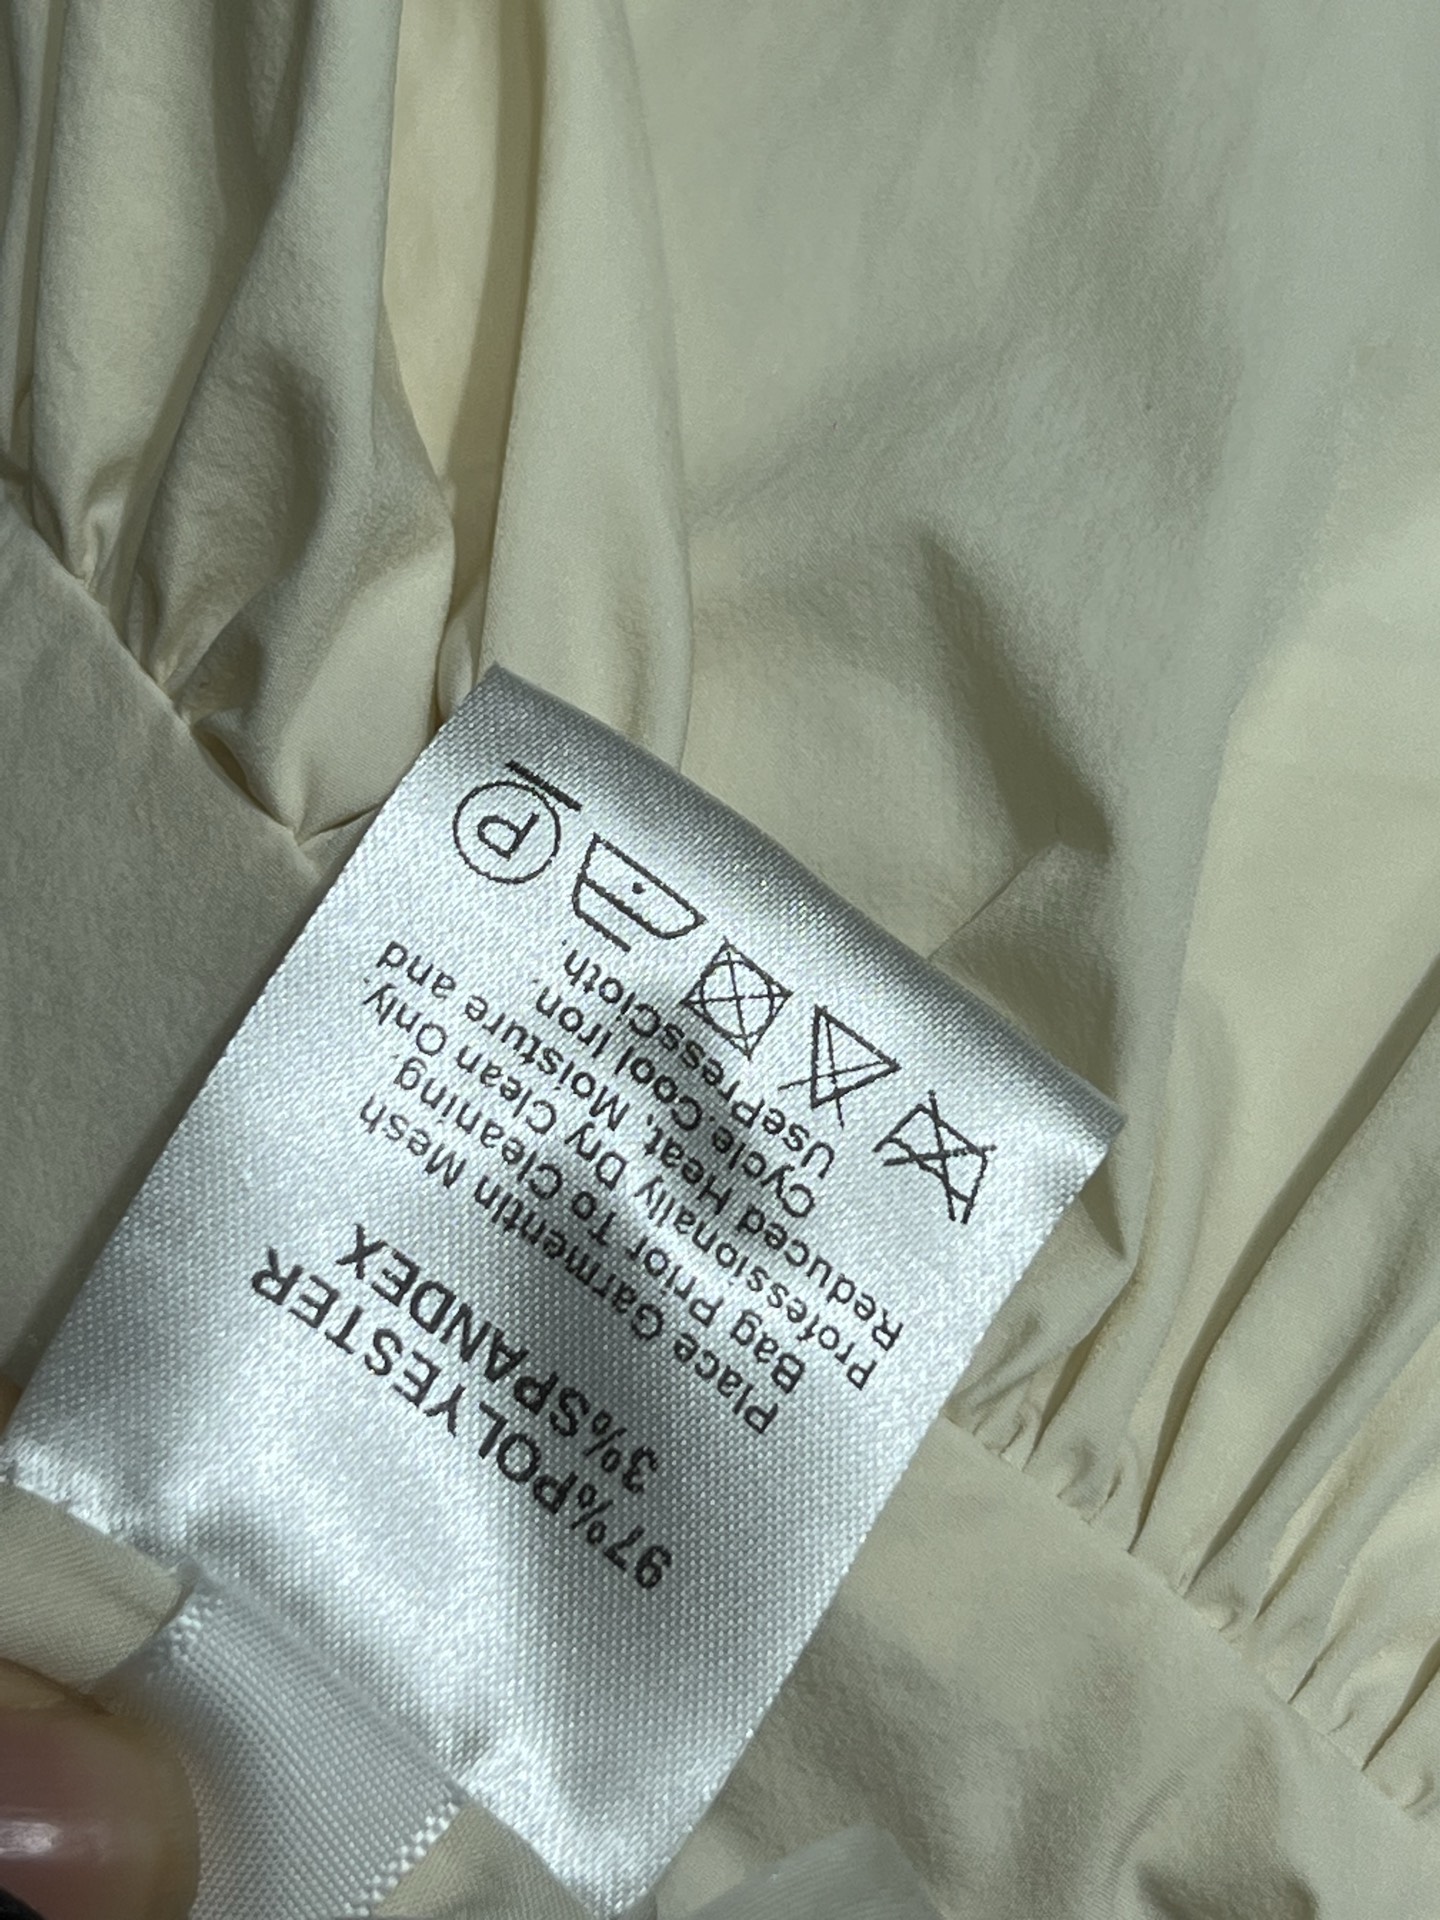 97%POLYESTER
3%SPANDEX
Place Garmentin Mesh
Bag Prior To Cleaning.
Professionally Dry Clean Only.
Reduced Heat, Moisture and
Cycle.Cool Iron.
UsePressCloth.
P